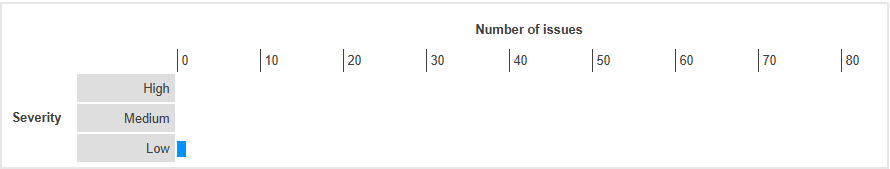 Number of issues
0 10 20 30 40 50 60 70 80
High
Severity Medium
Low